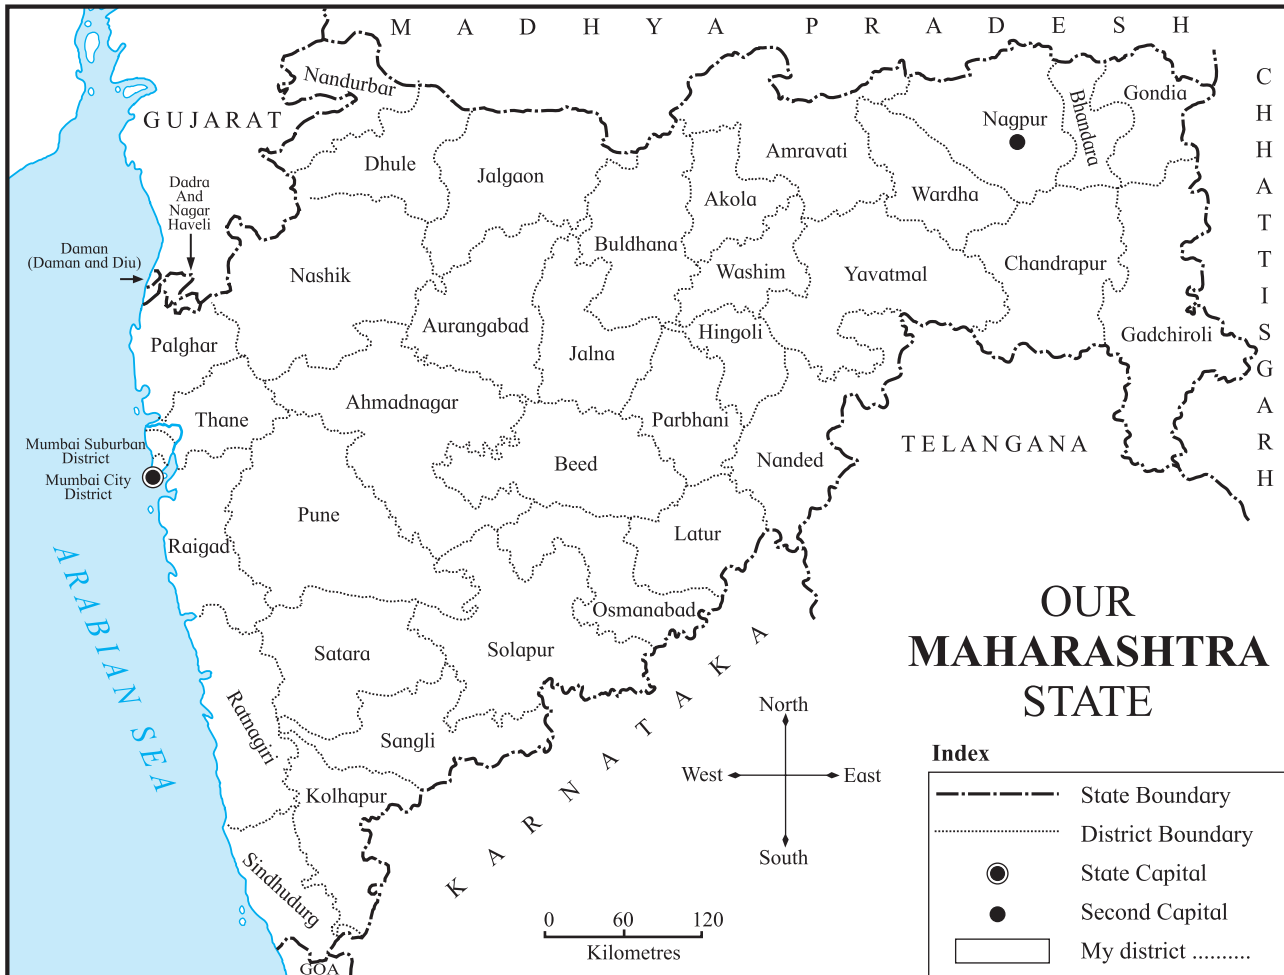 MADHYA PRADESH
CHHATTISGARH
GUJARAT
Nandurbar
Dhule
Jalgaon
Buldhana
Akola
Amravati
Washim
Wardha
Nagpur
Bhandara
Gondia
Dadra
And
Nagar
Haveli
Daman
(Daman and Diu)
Nashik
Aurangabad
Jalna
Hingoli
Yavatmal
Chandrapur
Gadchiroli
Palghar
Thane
Ahmadnagar
Parbhani
Beed
Nanded
TELANGANA
Mumbai Suburban
District
Mumbai City
District
Pune
Raigad
Latur
Osmanabad
ARABIAN SEA
Satara
Solapur
Ratnagiri
Sangli
Kolhapur
Sindhudurg
GOA
KARNATAKA
OUR
MAHARASHTRA
STATE
North
West
East
South
0 60 120
Kilometres
Index
State Boundary
District Boundary
State Capital
Second Capital
My district ..........